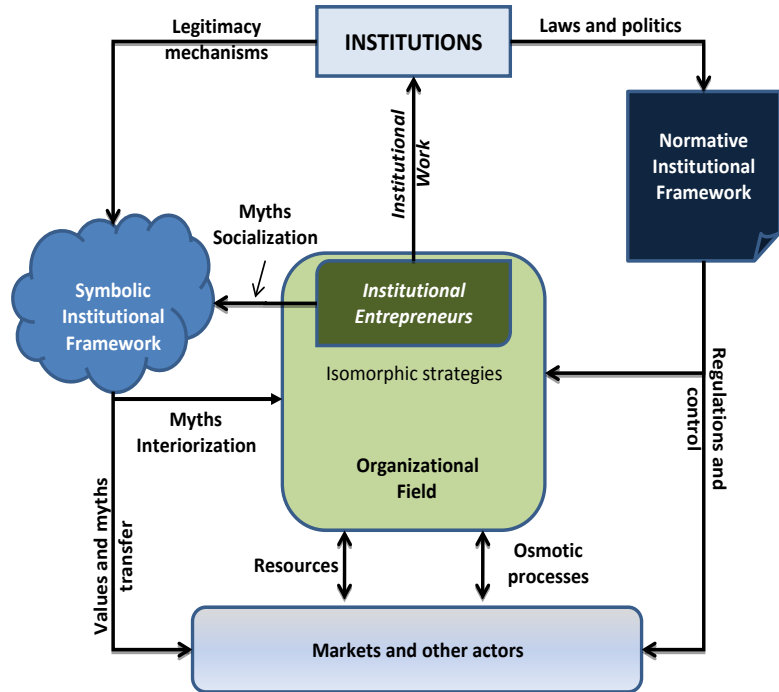 Legitimacy
mechanisms
INSTITUTIONS
Laws and politics
Normative
Institutional
Framework
Institutional
Work
Myths
Socialization
Symbolic
Institutional
Framework
Institutional
Entrepreneurs
Isomorphic strategies
Myths
Interiorization
Organizational
Field
Regulations and
control
Values and myths
transfer
Resources
Osmotic
processes
Markets and other actors